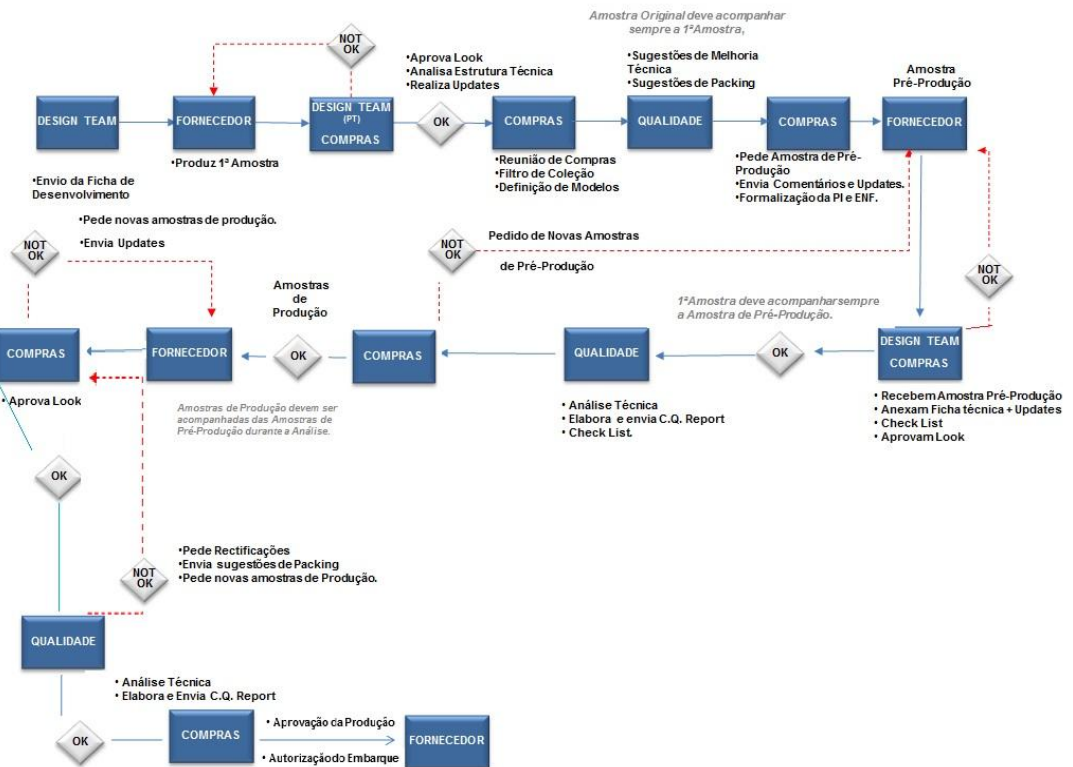 Amostra Original deve acompanhar
sempre a 1ªAmostra,
NOT
OK
•Aprova Look
•Analisa Estrutura Técnica
•Realiza Updates
•Sugestões de Melhoria
Técnica
•Sugestões de Packing
Amostra
Pré-Produção
DESIGN TEAM
FORNECEDOR
DESIGN TEAM
(PT)
COMPRAS
OK
COMPRAS
QUALIDADE
COMPRAS
FORNECEDOR
•Produz 1ª Amostra
•Reunião de Compras
•Filtro de Coleção
•Definição de Modelos
•Pede Amostra de Pré-
Produção
•Envia Comentários e Updates.
•Formalização da PI e ENF.
•Envio da Ficha de
Desenvolvimento
•Pede novas amostras de produção.
•Envia Updates
NOT
OK
NOT
OK
Pedido de Novas Amostras
de Pré-Produção
NOT
OK
Amostras
de
Produção
1ªAmostra deve acompanharsempre
a Amostra de Pré-Produção.
COMPRAS
FORNECEDOR
OK
COMPRAS
QUALIDADE
OK
DESIGN TEAM
COMPRAS
• Aprova Look
Amostras de Produção devem ser
acompanhadas das Amostras de
Pré-Produção durante a Análise.
• Análise Técnica
• Elabora e envia C.Q. Report
• Check List.
• Recebem Amostra Pré-Produção
• Anexam Ficha técnica + Updates
• Check List
• Aprovam Look
OK
NOT
OK
•Pede Rectificações
•Envia sugestões de Packing
•Pede novas amostras de Produção.
QUALIDADE
• Análise Técnica
• Elabora e Envia C.Q. Report
OK
COMPRAS
• Aprovação da Produção
• Autorização do Embarque
FORNECEDOR